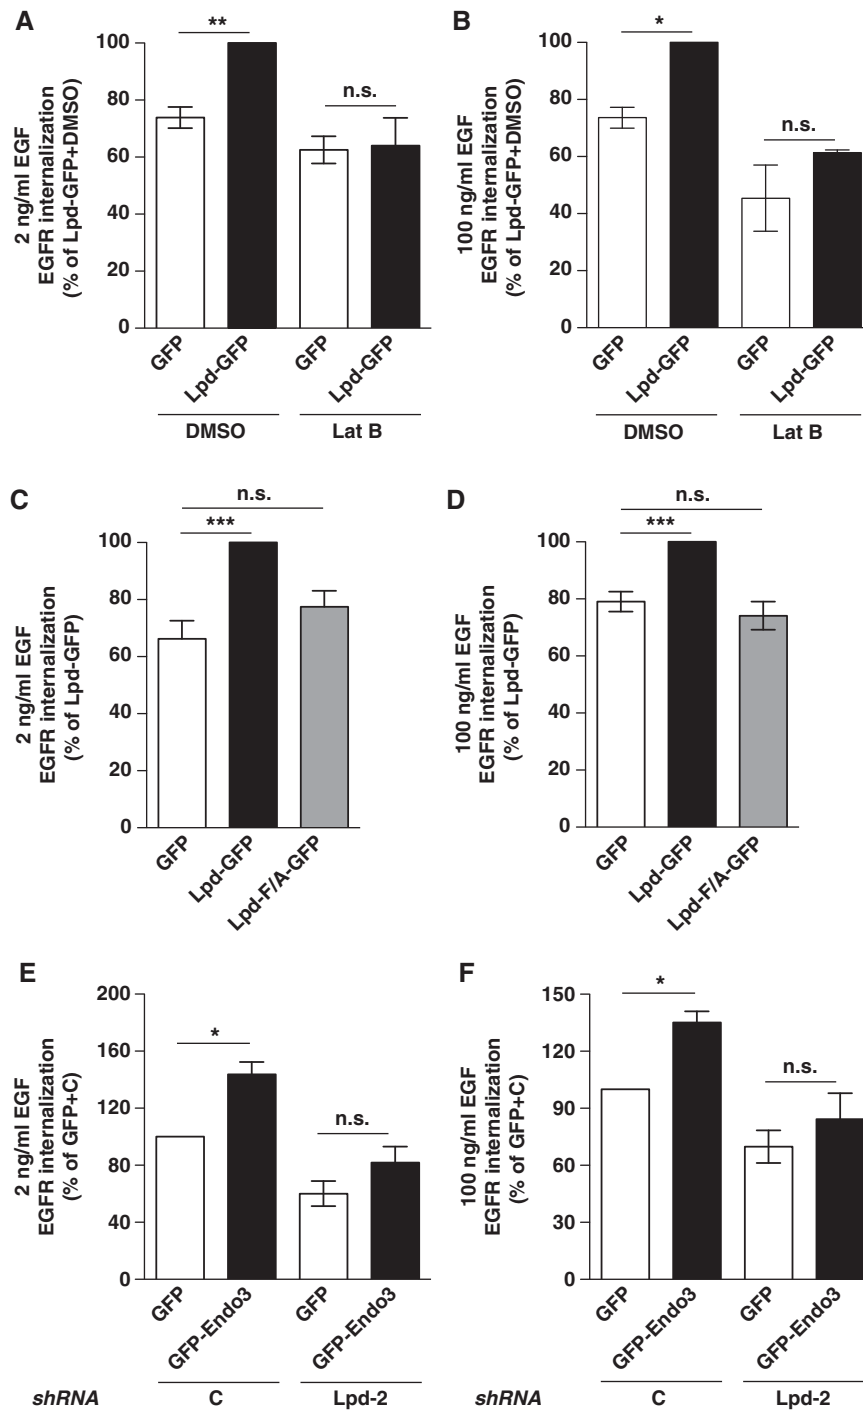 A
2 ng/ml EGF
EGFR internalization
(% of Lpd-GFP+DMSO)
100
80
60
40
20
0
**
n.s.
GFP
Lpd-GFP
GFP
Lpd-GFP
DMSO
Lat B
B
100 ng/ml EGF
EGFR internalization
(% of Lpd-GFP+DMSO)
100
80
60
40
20
0
*
n.s.
GFP
Lpd-GFP
GFP
Lpd-GFP
DMSO
Lat B
C
2 ng/ml EGF
EGFR internalization
(% of Lpd-GFP)
100
80
60
40
20
0
n.s.
***
GFP
Lpd-GFP
Lpd-F/A-GFP
D
100 ng/ml EGF
EGFR internalization
(% of Lpd-GFP)
100
80
60
40
20
0
n.s.
***
GFP
Lpd-GFP
Lpd-F/A-GFP
E
2 ng/ml EGF
EGFR internalization
(% of GFP+C)
200
160
120
80
40
0
*
n.s.
GFP
GFP-Endo3
GFP
GFP-Endo3
shRNA
C
Lpd-2
F
100 ng/ml EGF
EGFR internalization
(% of GFP+C)
150
120
90
60
30
0
*
n.s.
GFP
GFP-Endo3
GFP
GFP-Endo3
shRNA
C
Lpd-2